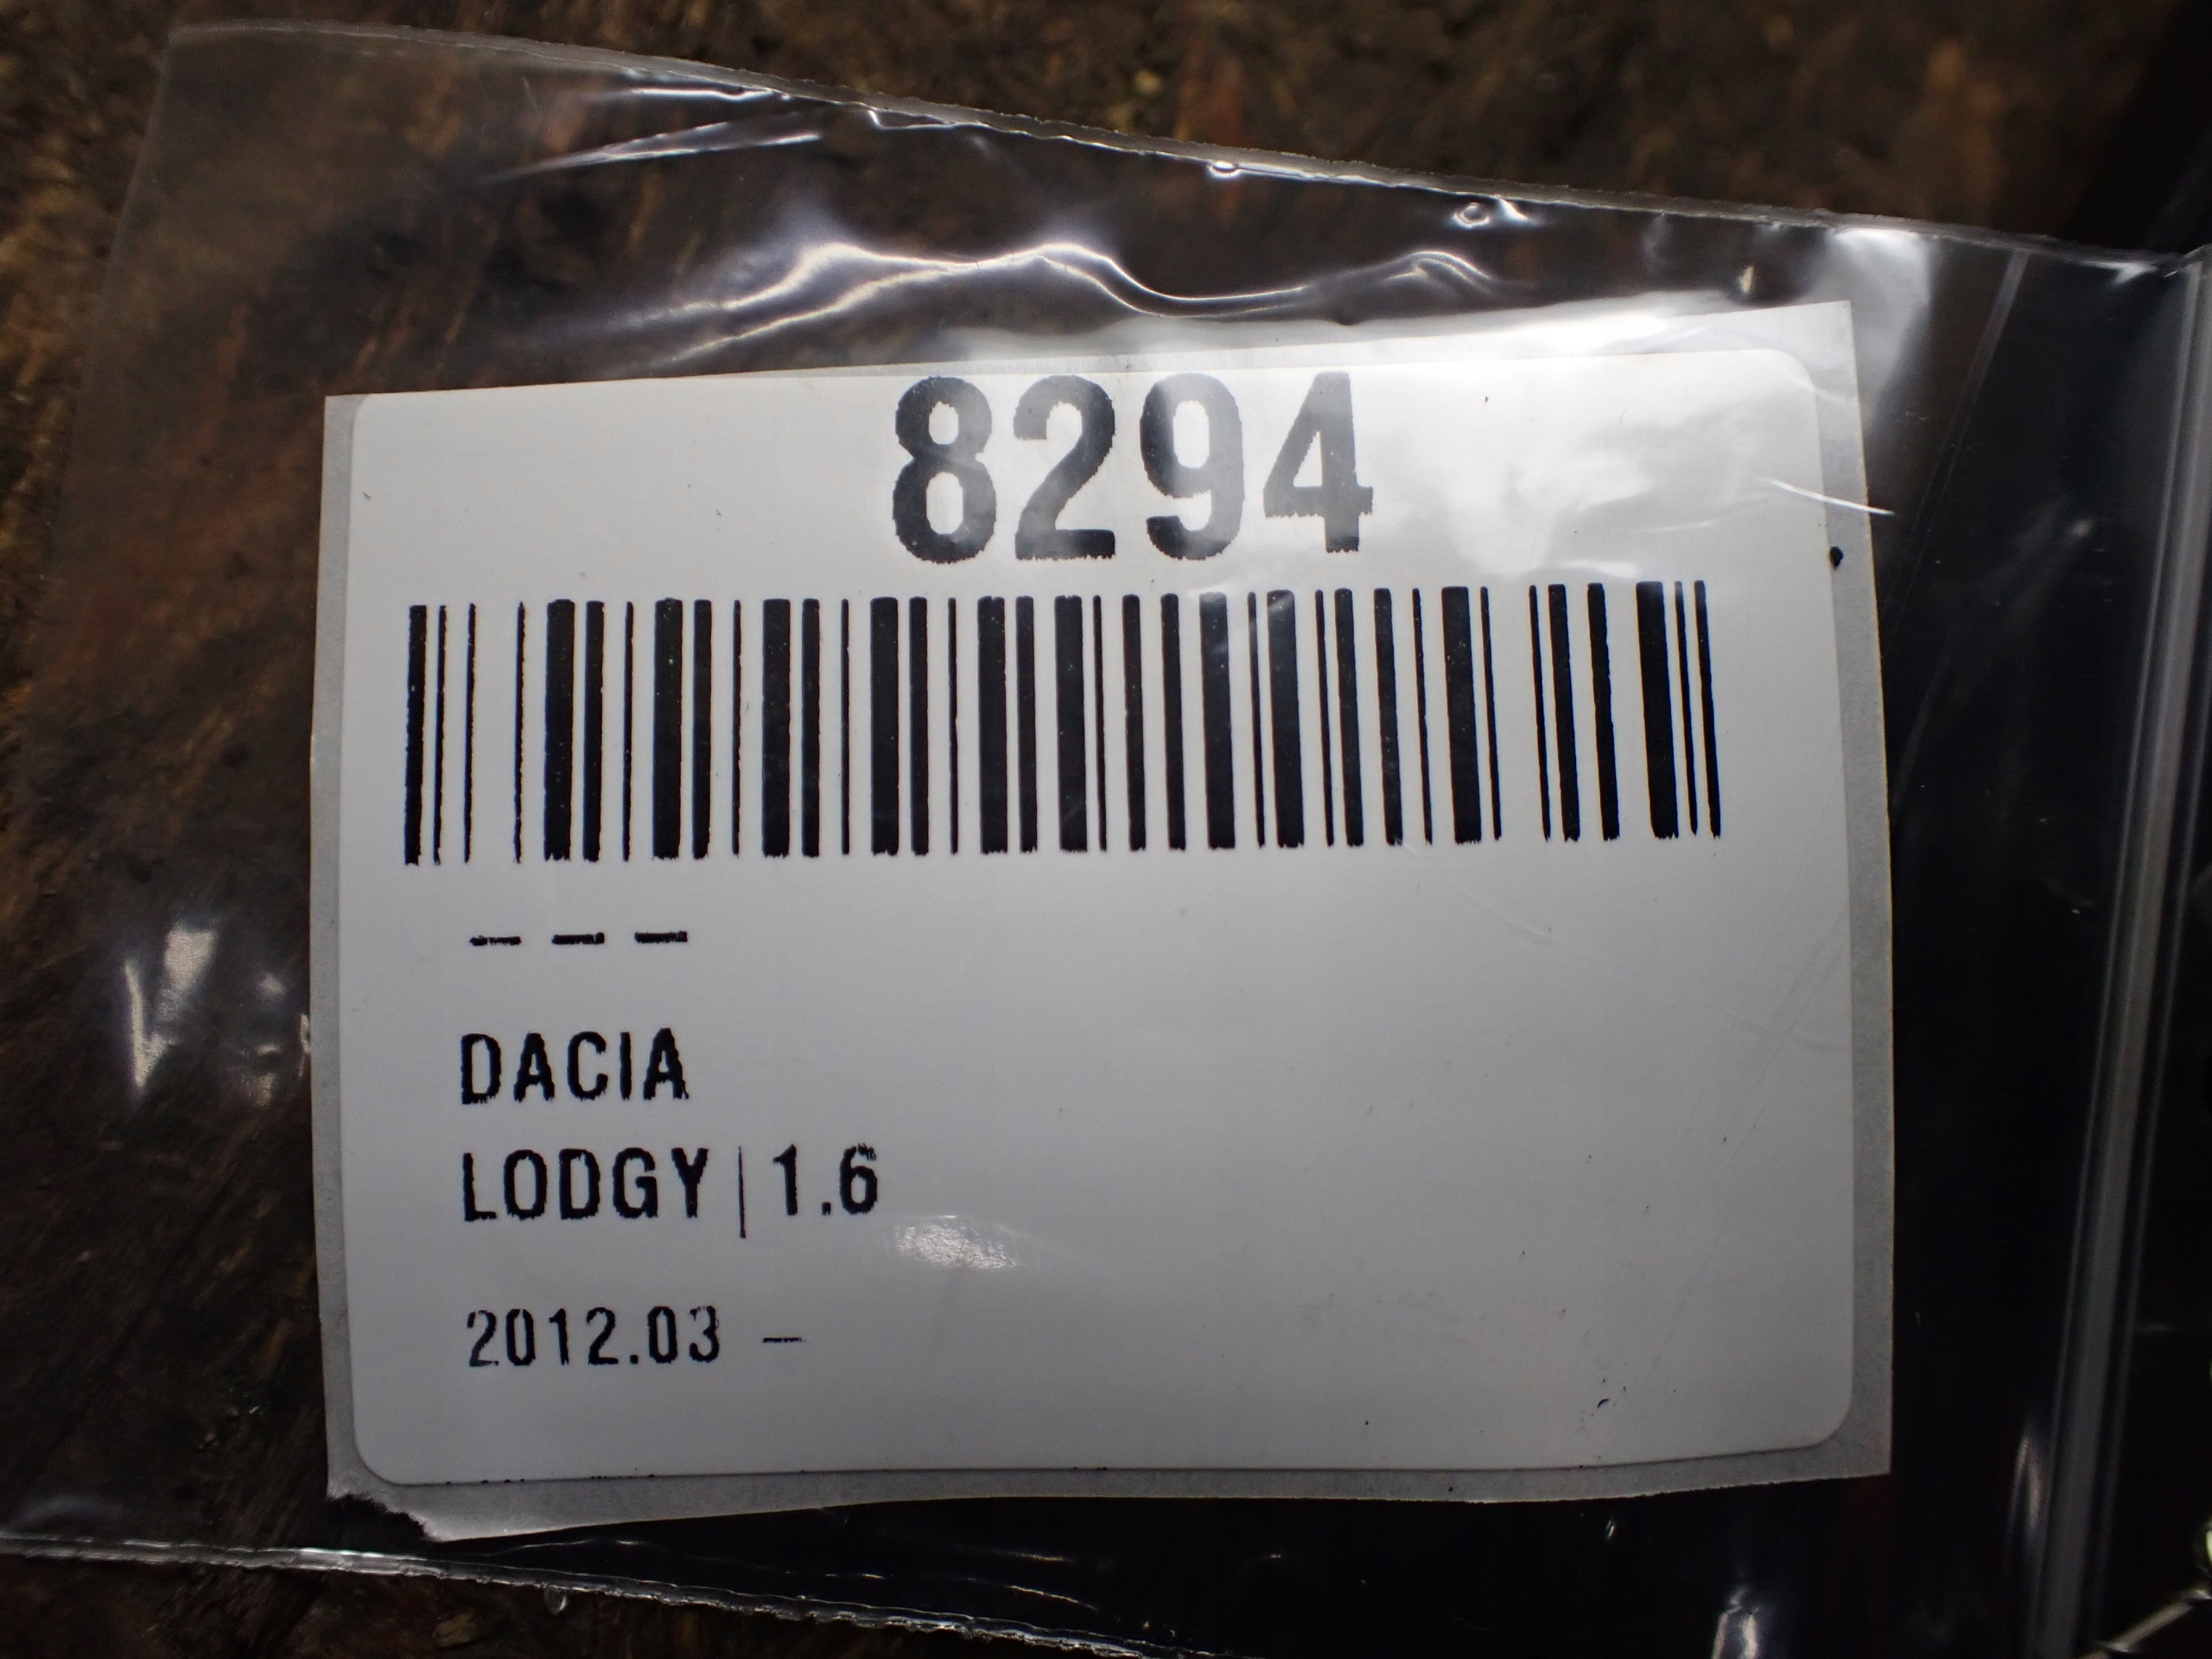 8294
– – –
DACIA
LODGY|1.6
2012.03 –